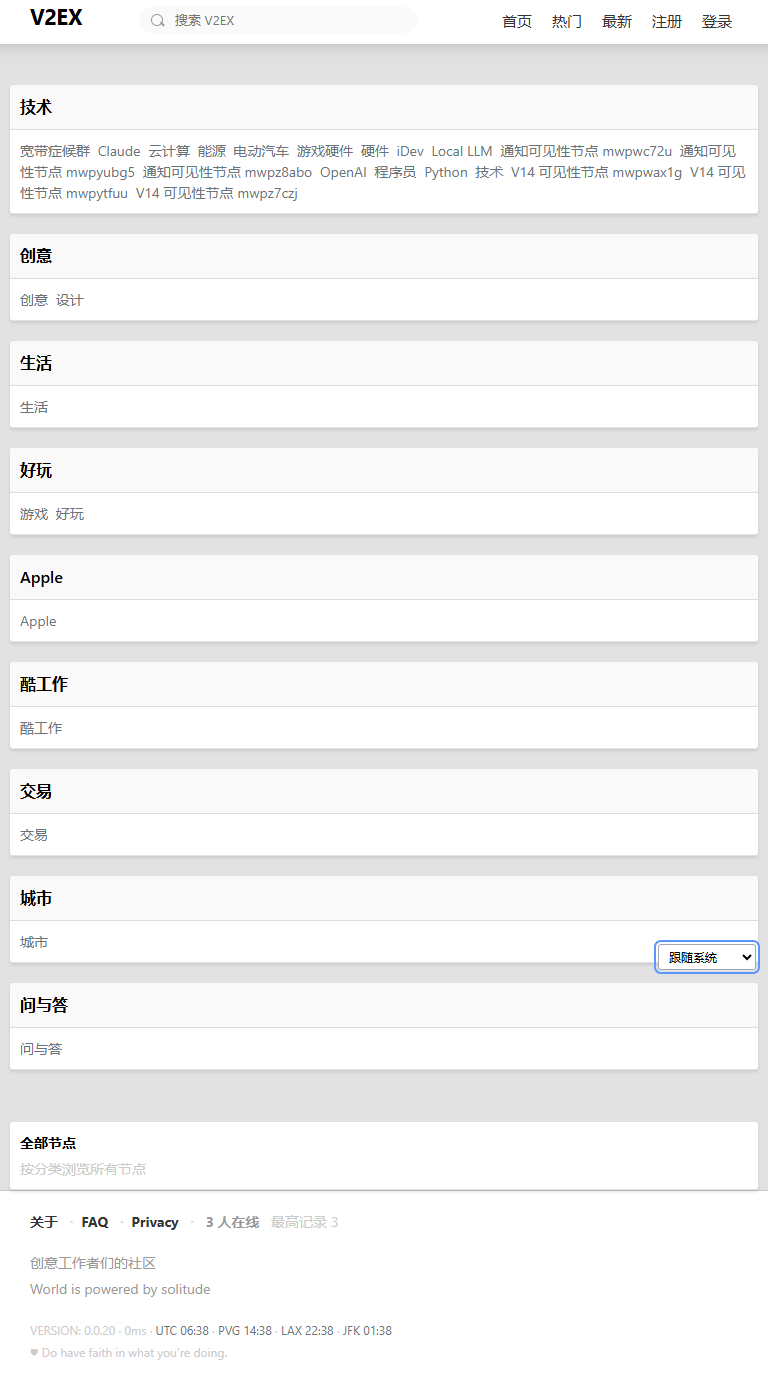 V2EX
搜索 V2EX
首页 热门 最新 注册 登录
技术
宽带症候群 Claude 云计算 能源 电动汽车 游戏硬件 硬件 iDev Local LLM 通知可见性节点 mwpwc72u 通知可见
性节点 mwpyubg5 通知可见性节点 mwpz8abo OpenAI 程序员 Python 技术 V14 可见性节点 mwpwax1g V14 可见
性节点 mwpytfuu V14 可见性节点 mwpz7czj
创意
创意 设计
生活
生活
好玩
游戏 好玩
Apple
Apple
酷工作
酷工作
交易
交易
城市
城市
跟随系统
问与答
问与答
全部节点
按分类浏览所有节点
关于 · FAQ · Privacy · 3 人在线 最高记录 3
创意工作者们的社区
World is powered by solitude
VERSION: 0.0.20 · 0ms · UTC 06:38 · PVG 14:38 · LAX 22:38 · JFK 01:38
♥ Do have faith in what you're doing.